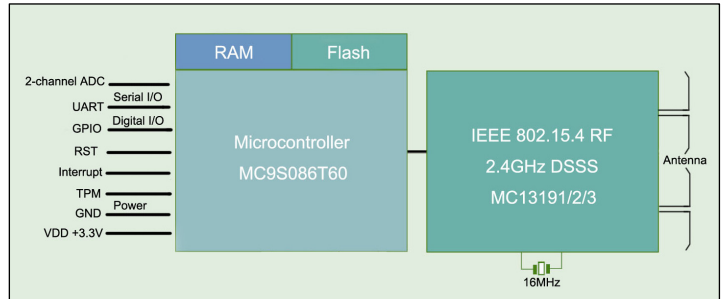 RAM
Flash
2-channel ADC
UART
Serial I/O
GPIO
Digital I/O
RST
Interrupt
TPM
GND
Power
VDD +3.3V
Microcontroller
MC9S086T60
IEEE 802.15.4 RF
2.4GHz DSSS
MC13191/2/3
Antenna
16MHz